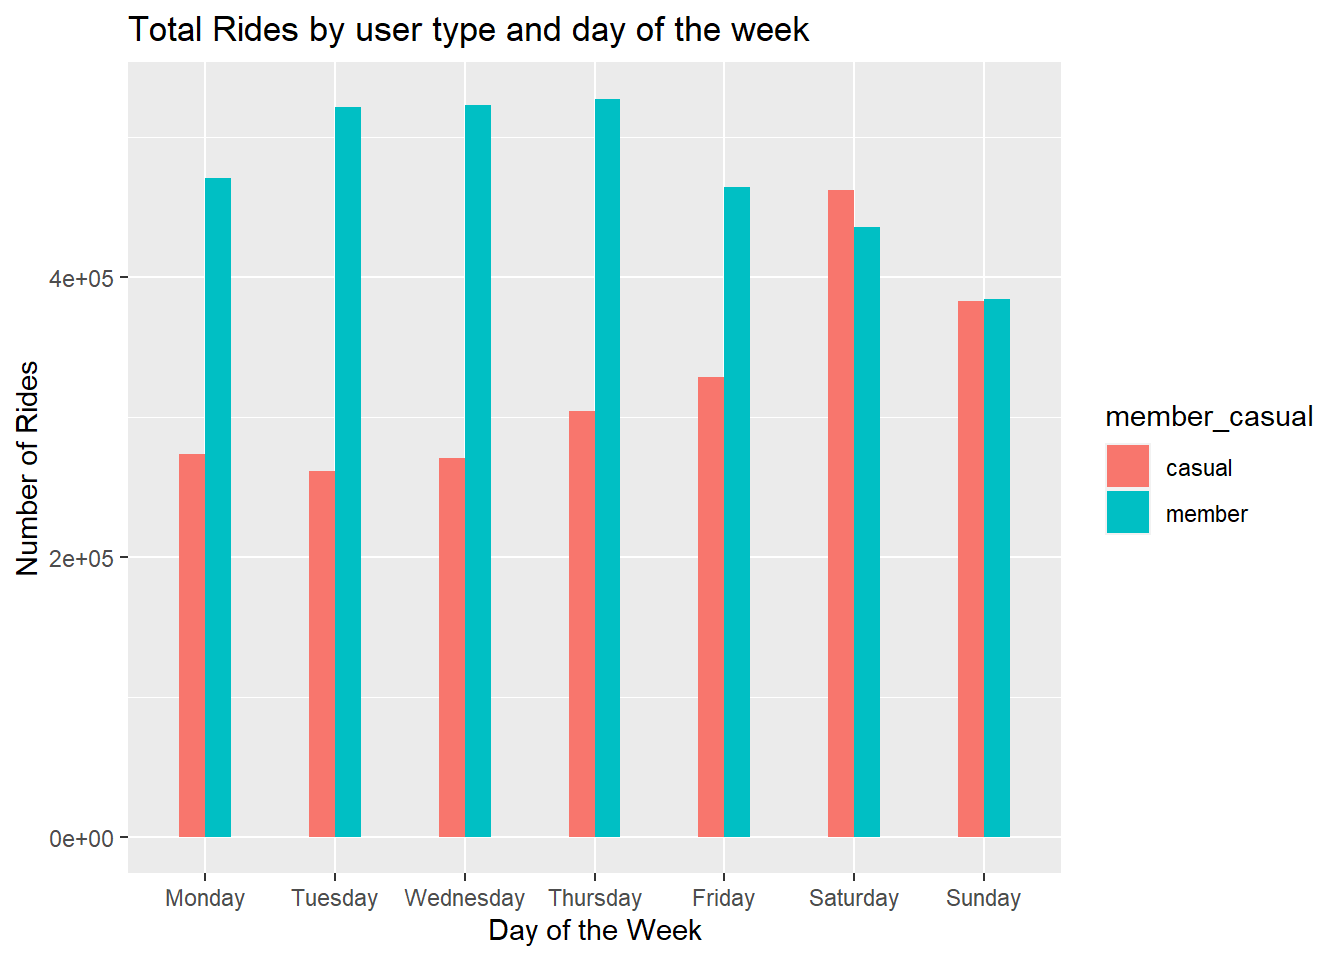 Total Rides by user type and day of the week
Number of Rides
4e+05
2e+05
0e+00
Monday Tuesday Wednesday Thursday Friday Saturday Sunday
Day of the Week
member_casual
casual
member